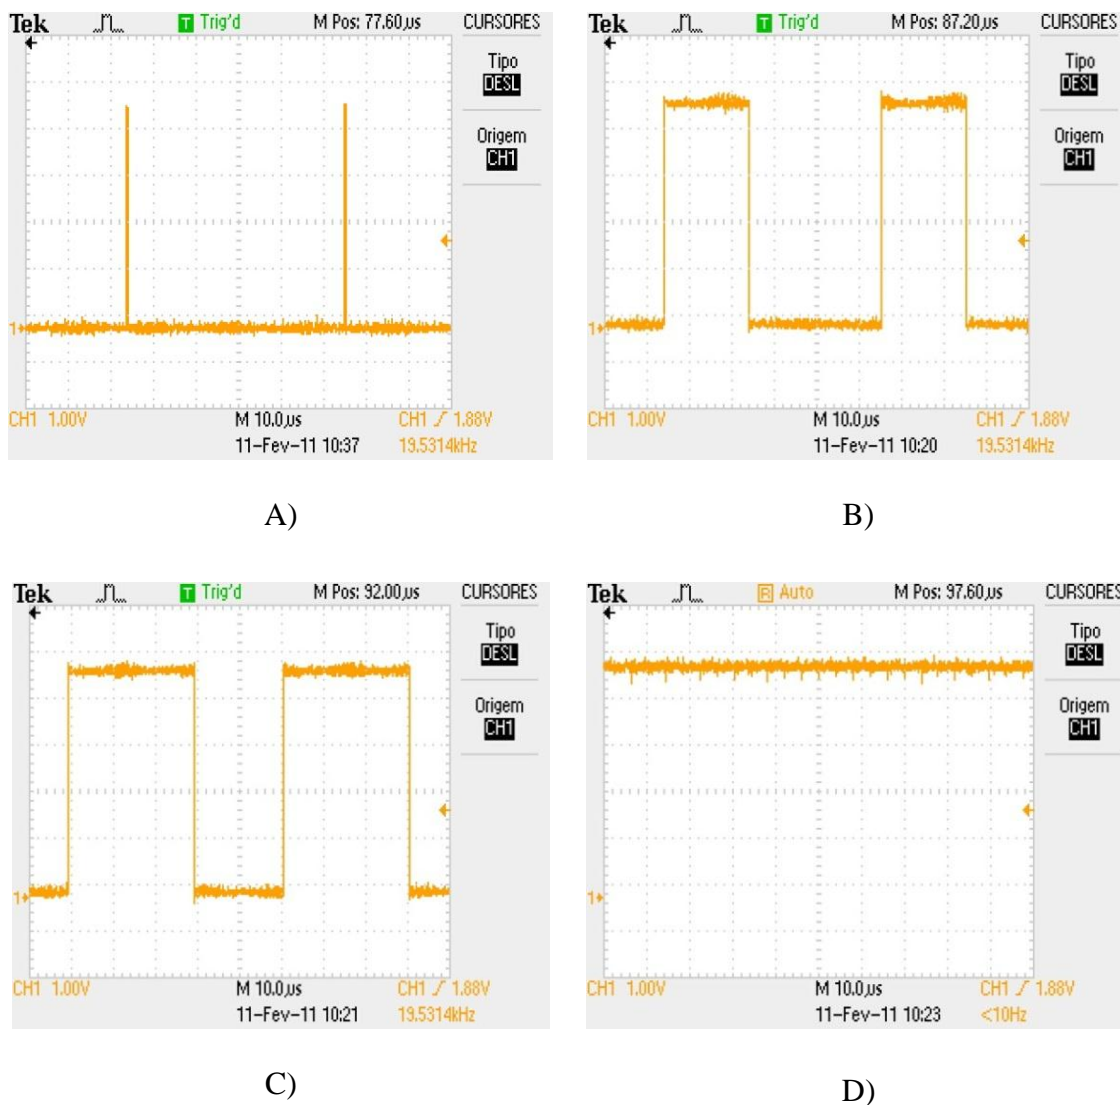 Tek Trig'd M Pos: 77.60µs CURSORES
Tipo
DESL
Origem
CH1
1
CH1 1.00V M 10.0µs CH1 1.88V
11-Fev-11 10:37 19.5314kHz
A)
Tek Trig'd M Pos: 87.20µs CURSORES
Tipo
DESL
Origem
CH1
1
CH1 1.00V M 10.0µs CH1 1.88V
11-Fev-11 10:20 19.5314kHz
B)
Tek Trig'd M Pos: 92.00µs CURSORES
Tipo
DESL
Origem
CH1
1
CH1 1.00V M 10.0µs CH1 1.88V
11-Fev-11 10:21 19.5314kHz
C)
Tek R Auto M Pos: 97.60µs CURSORES
Tipo
DESL
Origem
CH1
1
CH1 1.00V M 10.0µs CH1 1.88V
11-Fev-11 10:23 <10Hz
D)